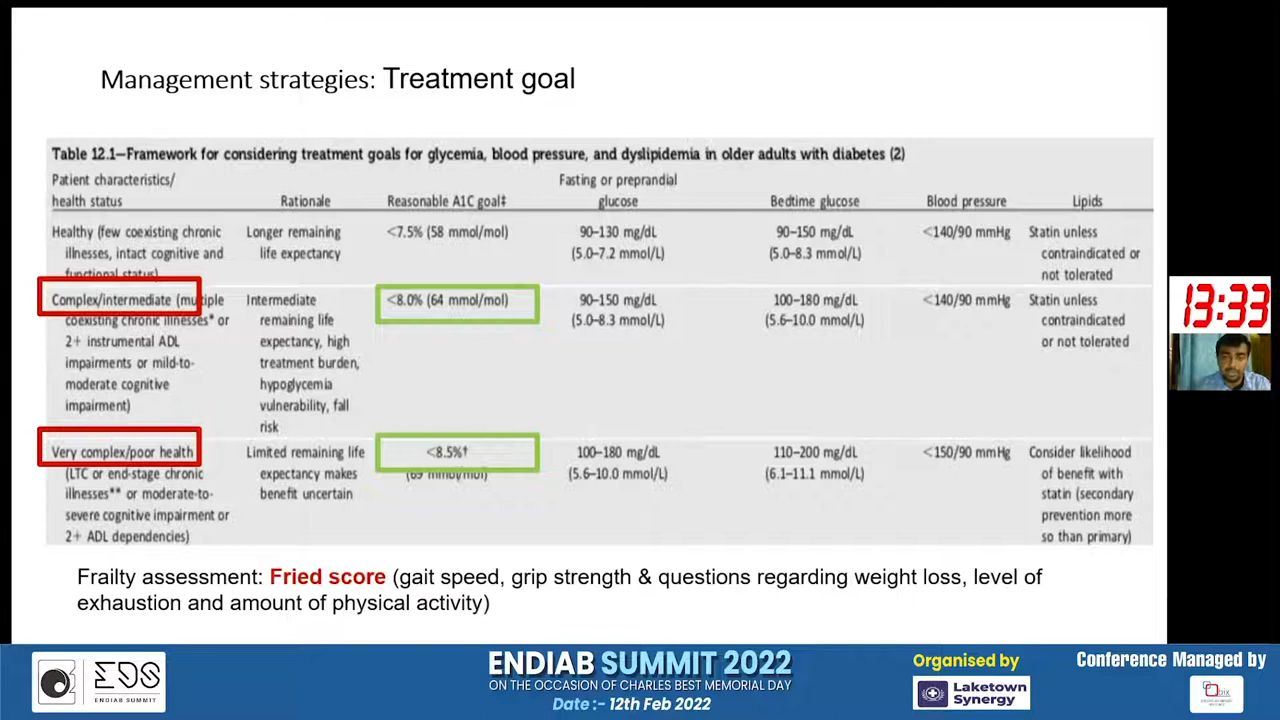 Management strategies: Treatment goal
Table 12.1—Framework for considering treatment goals for glycemia, blood pressure, and dyslipidemia in older adults with diabetes (2)
Patient characteristics/
health status
Rationale
Reasonable A1C goal‡
Fasting or preprandial
glucose
Bedtime glucose
Blood pressure
Lipids
Healthy (few coexisting chronic
illnesses, intact cognitive and
functional status)
Longer remaining
life expectancy
<7.5% (58 mmol/mol)
90–130 mg/dL
(5.0–7.2 mmol/L)
90–150 mg/dL
(5.0–8.3 mmol/L)
<140/90 mmHg
Statin unless
contraindicated or
not tolerated
Complex/intermediate (multiple
coexisting chronic illnesses* or
2+ instrumental ADL
impairments or mild-to-
moderate cognitive
impairment)
Intermediate
remaining life
expectancy, high
treatment burden,
hypoglycemia
vulnerability, fall
risk
<8.0% (64 mmol/mol)
90–150 mg/dL
(5.0–8.3 mmol/L)
100–180 mg/dL
(5.6–10.0 mmol/L)
<140/90 mmHg
Statin unless
contraindicated
or not tolerated
Very complex/poor health
(LTC or end-stage chronic
illnesses** or moderate-to-
severe cognitive impairment or
2+ ADL dependencies)
Limited remaining life
expectancy makes
benefit uncertain
<8.5%†
(69 mmol/mol)
100–180 mg/dL
(5.6–10.0 mmol/L)
110–200 mg/dL
(6.1–11.1 mmol/L)
<150/90 mmHg
Consider likelihood
of benefit with
statin (secondary
prevention more
so than primary)
Frailty assessment: Fried score (gait speed, grip strength & questions regarding weight loss, level of
exhaustion and amount of physical activity)
13:33
EDS
ENDIAB SUMMIT
ENDIAB SUMMIT 2022
ON THE OCCASION OF CHARLES BEST MEMORIAL DAY
Date :- 12th Feb 2022
Organised by
Laketown
Synergy
Conference Managed by